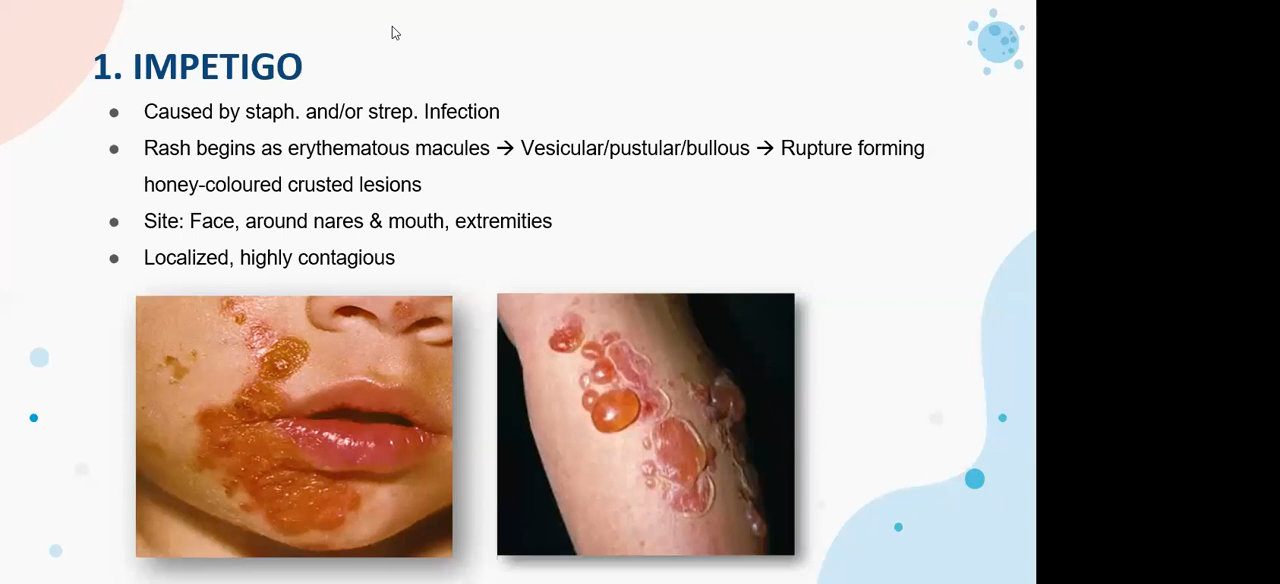 1. IMPETIGO
● Caused by staph. and/or strep. Infection
● Rash begins as erythematous macules → Vesicular/pustular/bullous → Rupture forming
honey-coloured crusted lesions
● Site: Face, around nares & mouth, extremities
● Localized, highly contagious